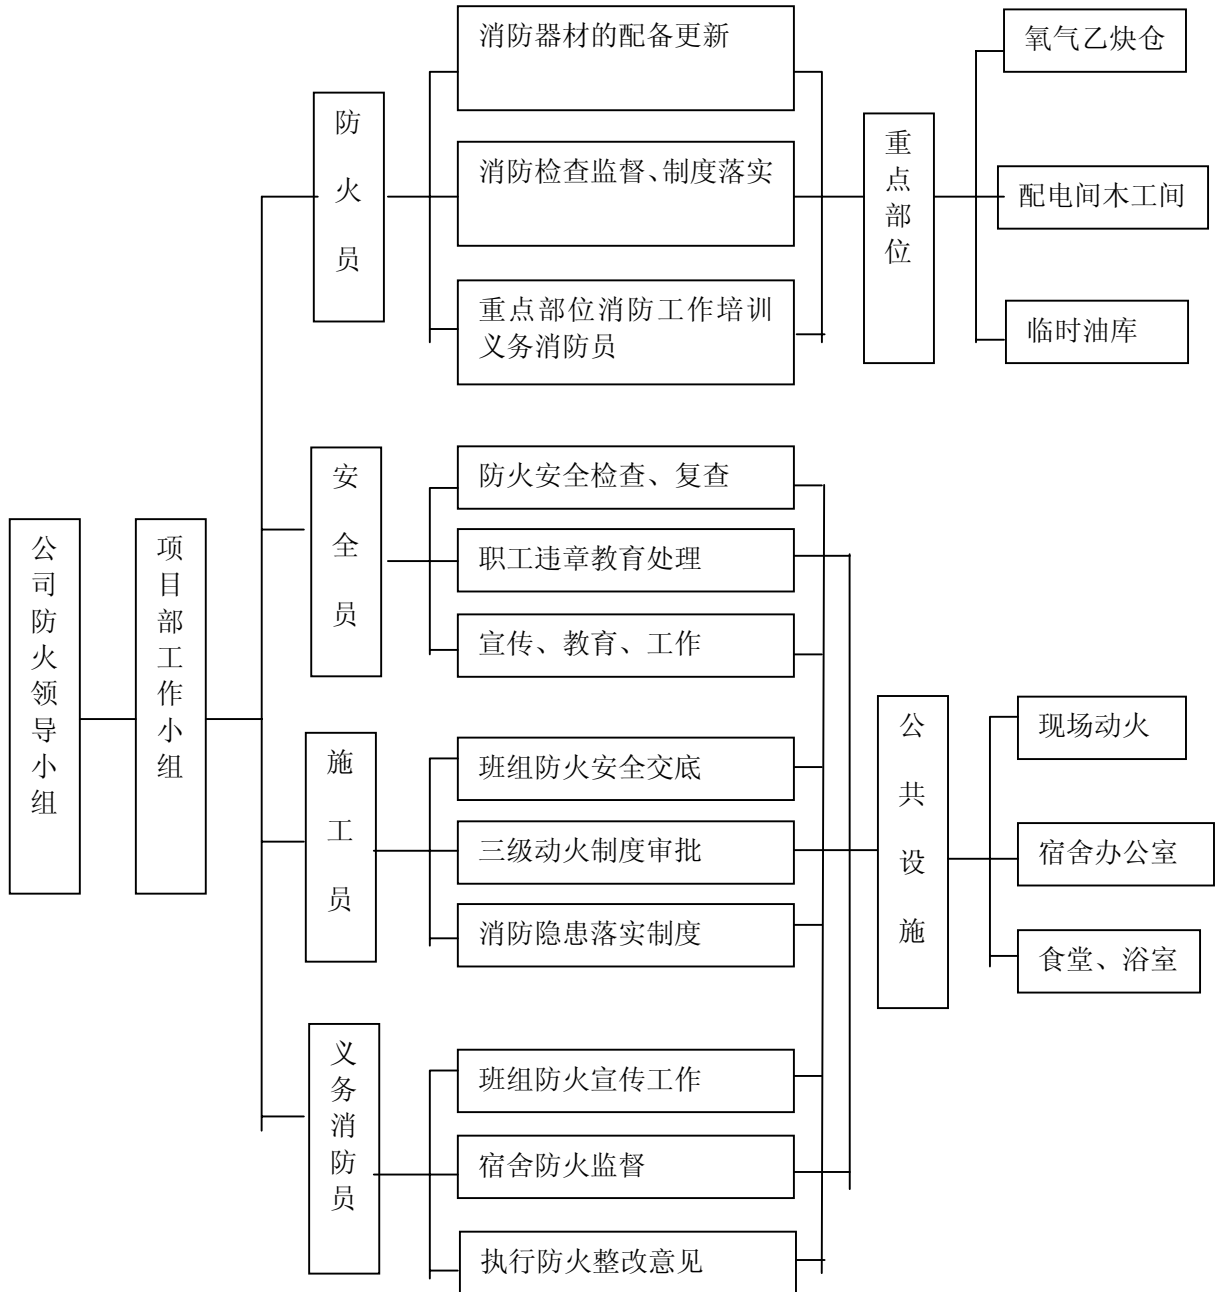 公司防火领导小组
项目部工作小组
防火员
消防器材的配备更新
消防检查监督、制度落实
重点部位消防工作培训
义务消防员
重点部位
氧气乙炔仓
配电间木工间
临时油库
安全员
防火安全检查、复查
职工违章教育处理
宣传、教育、工作
施工员
班组防火安全交底
三级动火制度审批
消防隐患落实制度
义务消防员
班组防火宣传工作
宿舍防火监督
执行防火整改意见
公共设施
现场动火
宿舍办公室
食堂、浴室